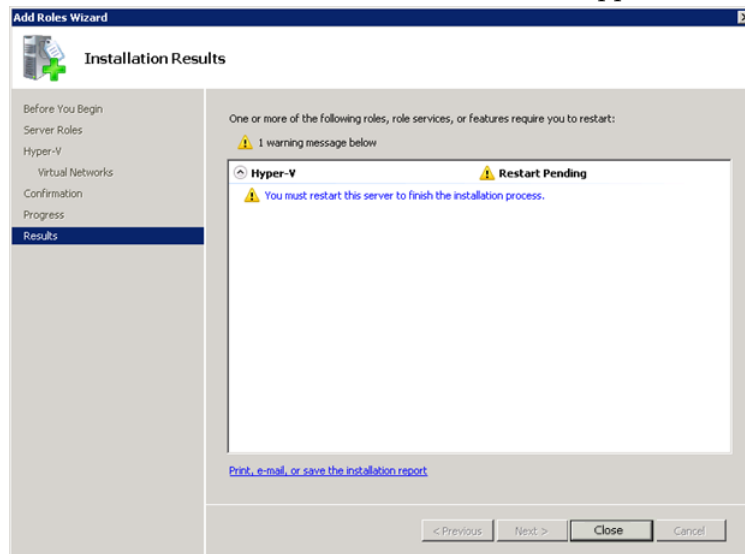 Add Roles Wizard
Installation Results
Before You Begin
Server Roles
Hyper-V
Virtual Networks
Confirmation
Progress
Results
One or more of the following roles, role services, or features require you to restart:
1 warning message below
Hyper-V Restart Pending
You must restart this server to finish the installation process.
Print, e-mail, or save the installation report
< Previous Next > Close Cancel